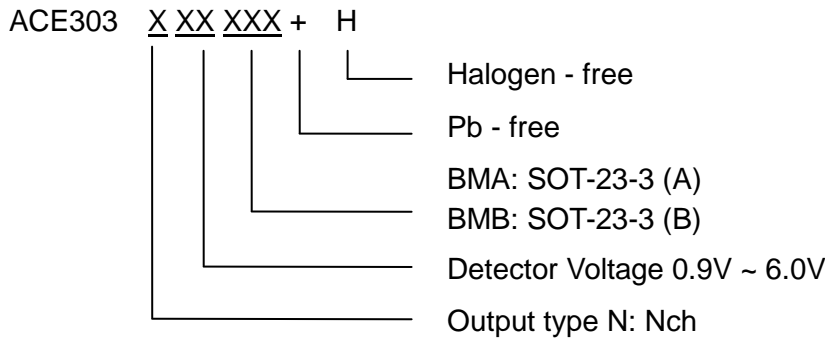 ACE303 X XX XXX + H
Halogen - free
Pb - free
BMA: SOT-23-3 (A)
BMB: SOT-23-3 (B)
Detector Voltage 0.9V ~ 6.0V
Output type N: Nch